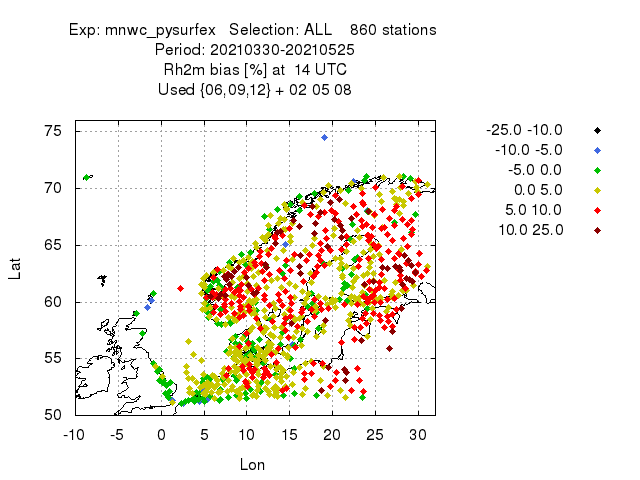 Exp: mnwc_pysurfex   Selection: ALL    860 stations
Period: 20210330-20210525
Rh2m bias [%] at  14 UTC
Used {06,09,12} + 02 05 08
-25.0 -10.0
-10.0 -5.0
-5.0 0.0
0.0 5.0
5.0 10.0
10.0 25.0
Lat
75
70
65
60
55
50
-10 -5 0 5 10 15 20 25 30
Lon